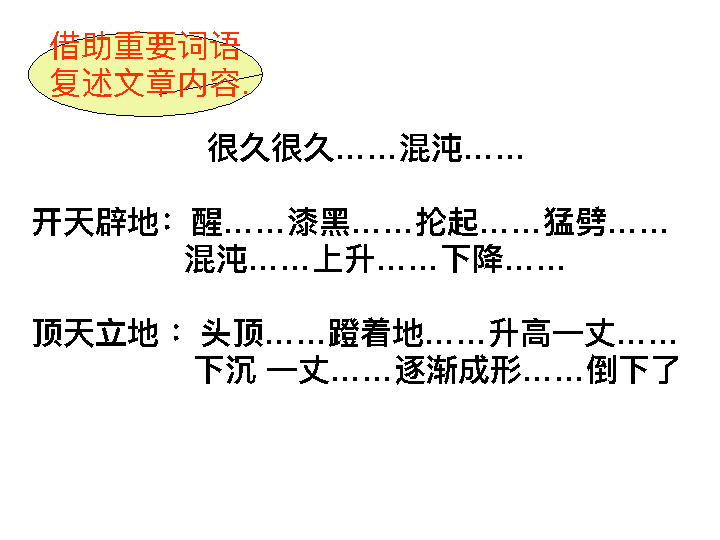 借助重要词语
复述文章内容.
很久很久……混沌……
开天辟地：醒……漆黑……抡起……猛劈……
混沌……上升……下降……
顶天立地：头顶……蹬着地……升高一丈……
下沉 一丈……逐渐成形……倒下了